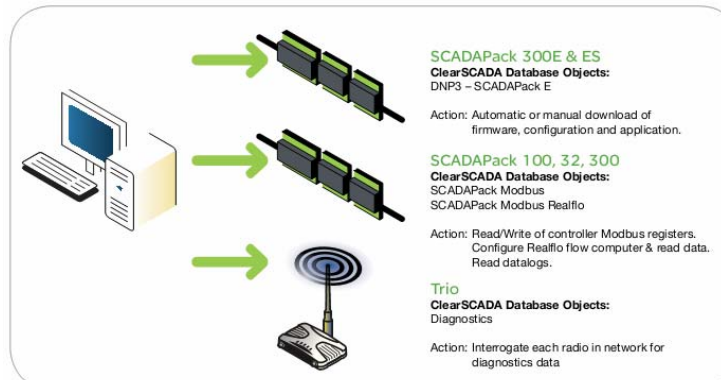 SCADAPack 300E & ES
ClearSCADA Database Objects:
DNP3 – SCADAPack E
Action: Automatic or manual download of
firmware, configuration and application.
SCADAPack 100, 32, 300
ClearSCADA Database Objects:
SCADAPack Modbus
SCADAPack Modbus Realflo
Action: Read/Write of controller Modbus registers.
Configure Realflo flow computer & read data.
Read datalogs.
Trio
ClearSCADA Database Objects:
Diagnostics
Action: Interrogate each radio in network for
diagnostics data